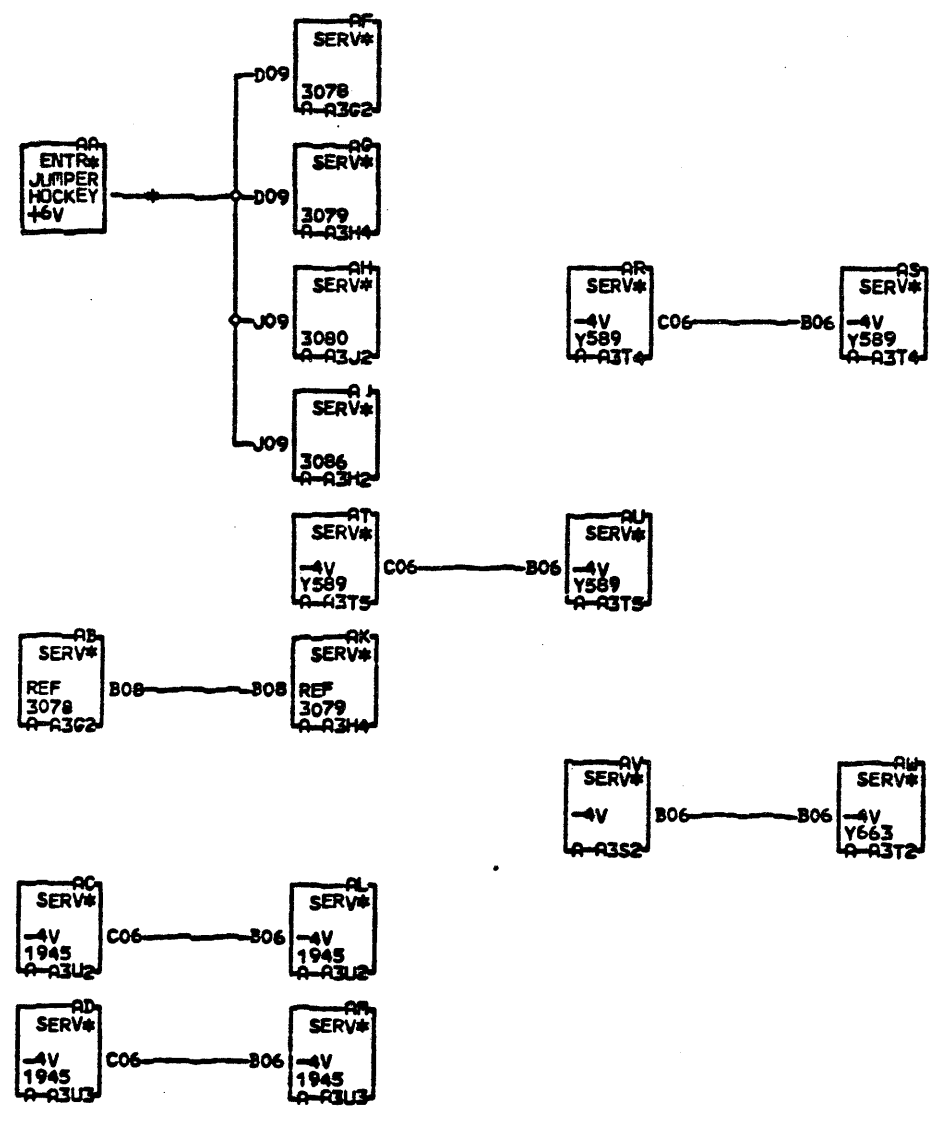 AF
SERV*
D09
3078
A A3G2
AA
ENTR*
JUMPER
HOCKEY
+6V
*
AG
SERV*
D09
3079
A A3H4
AH
SERV*
J09
3080
A A3J2
AR
SERV*
-4V
Y589
A A3T4
C06
B06
AS
SERV*
-4V
Y589
A A3T4
AJ
SERV*
J09
3086
A A3H2
AT
SERV*
-4V
Y589
A A3T5
C06
B06
AU
SERV*
-4V
Y589
A A3T5
AB
SERV*
REF
3078
A A3G2
B08
B08
AK
SERV*
REF
3079
A A3H4
AV
SERV*
-4V
A A3S2
B06
B06
AW
SERV*
-4V
Y663
A A3T2
AC
SERV*
-4V
1945
A A3U2
C06
B06
AL
SERV*
-4V
1945
A A3U2
AD
SERV*
-4V
1945
A A3U3
C06
B06
AM
SERV*
-4V
1945
A A3U3